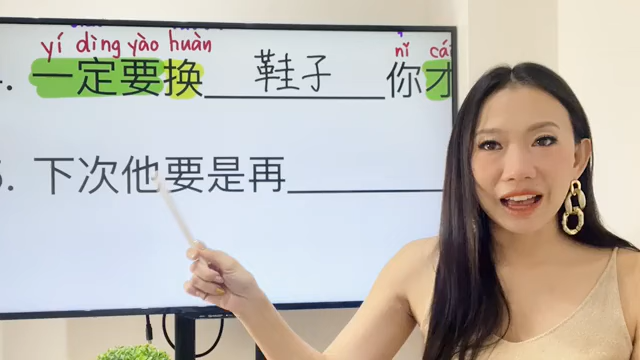 yí dìng yào huàn nǐ cái
一定要换 鞋子 你才
下次他要是再